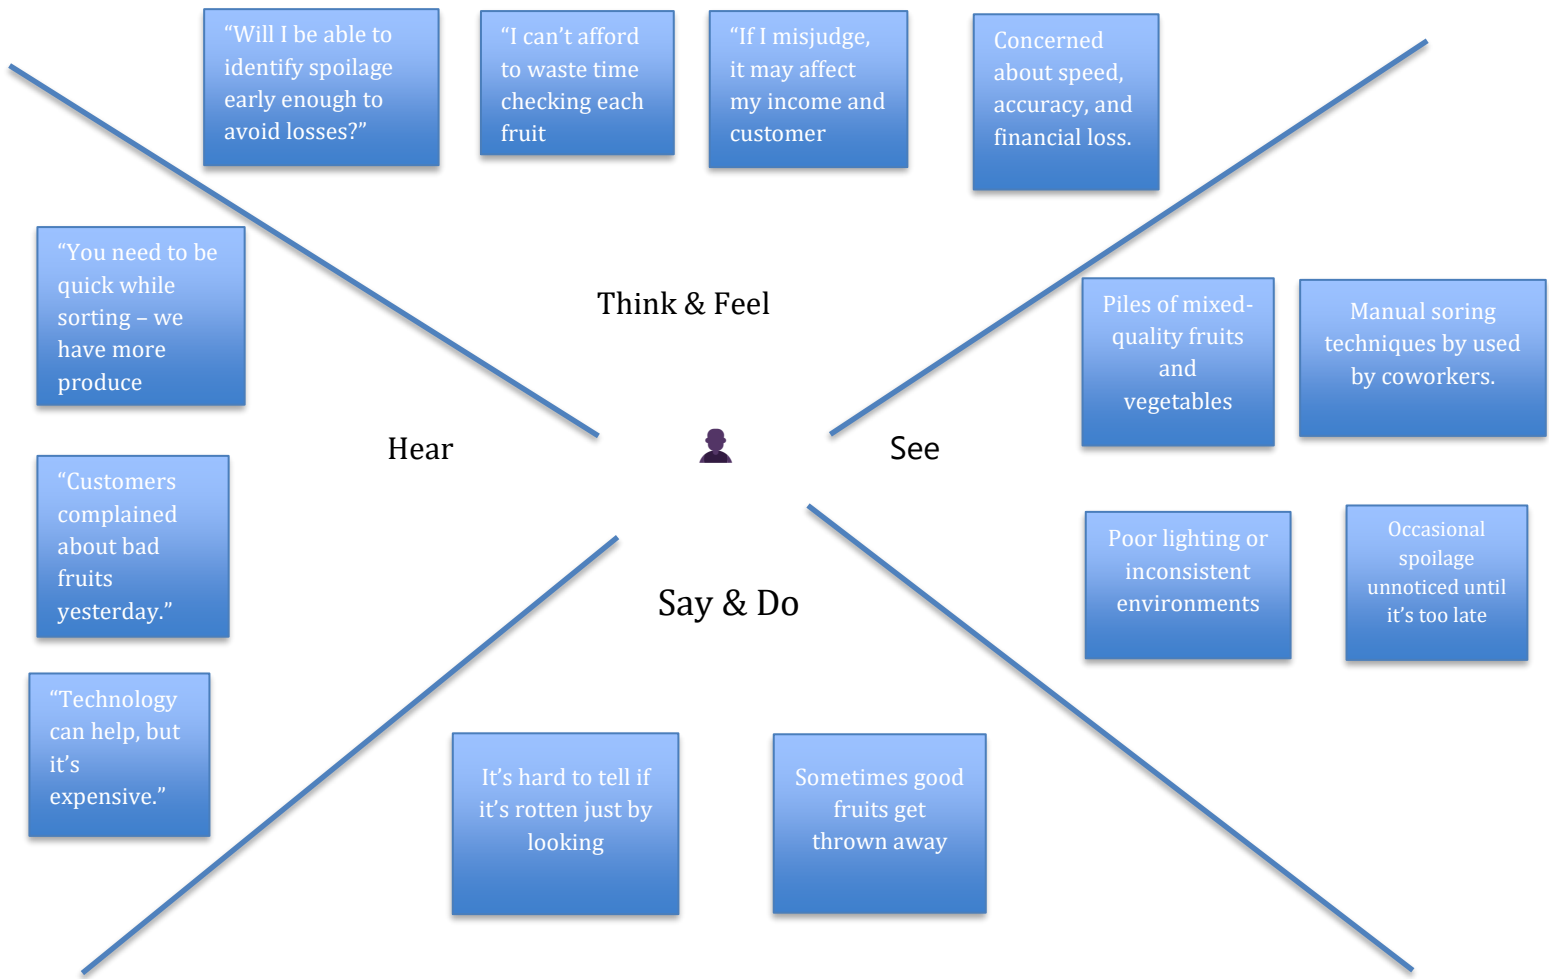 “Will I be able to
identify spoilage
early enough to
avoid losses?”
“I can’t afford
to waste time
checking each
fruit
“If I misjudge,
it may affect
my income and
customer
Concerned
about speed,
accuracy, and
financial loss.
Think & Feel
“You need to be
quick while
sorting – we
have more
produce
Hear
“Customers
complained
about bad
fruits
yesterday.”
“Technology
can help, but
it’s
expensive.”
See
Piles of mixed-
quality fruits
and
vegetables
Manual soring
techniques by used
by coworkers.
Poor lighting or
inconsistent
environments
Occasional
spoilage
unnoticed until
it’s too late
Say & Do
It’s hard to tell if
it’s rotten just by
looking
Sometimes good
fruits get
thrown away